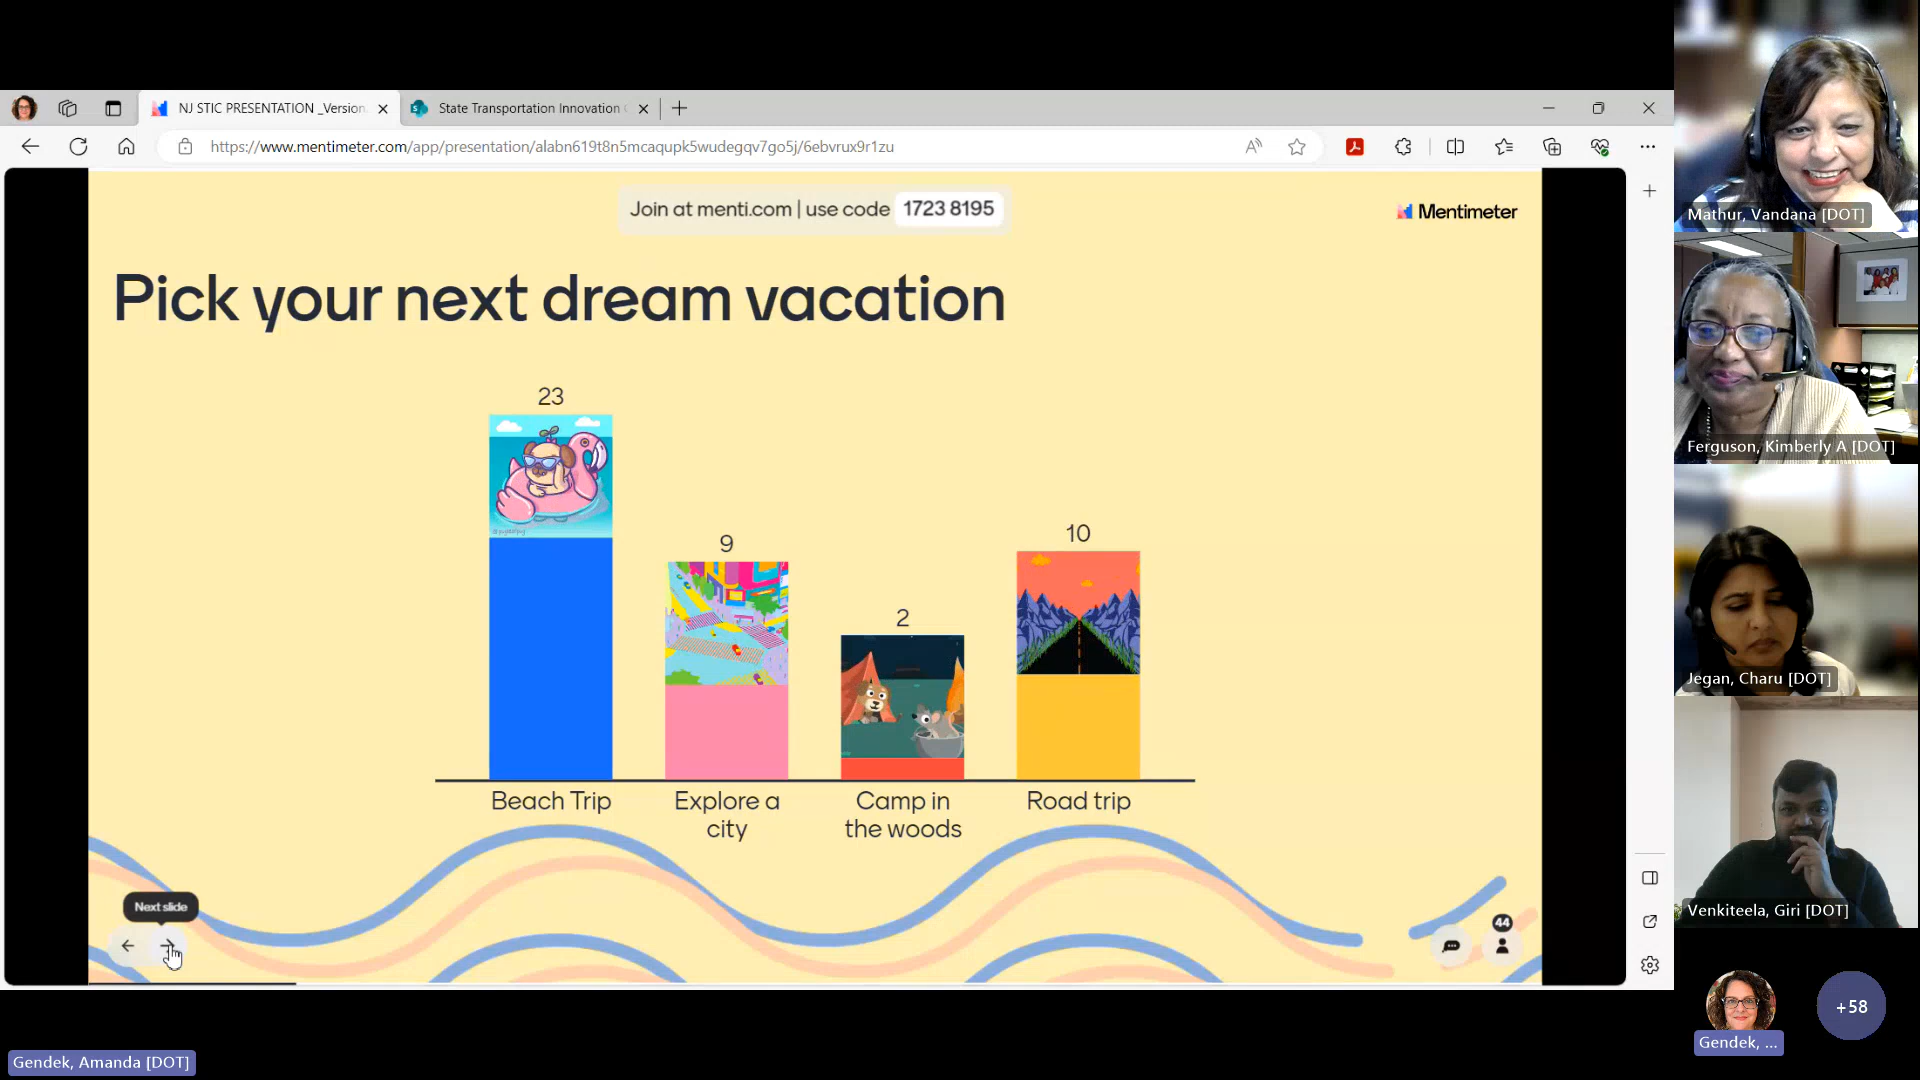 NJ STIC PRESENTATION _Version
State Transportation Innovation
https://www.mentimeter.com/app/presentation/alabn619t8n5mcaqupk5wudegqv7go5j/6ebvrux9r1zu
Join at menti.com | use code 1723 8195
Mentimeter
Pick your next dream vacation
23
9
2
10
Beach Trip
Explore a
city
Camp in
the woods
Road trip
Next slide
44
Mathur, Vandana [DOT]
Ferguson, Kimberly A [DOT]
Jegan, Charu [DOT]
Venkiteela, Giri [DOT]
Gendek, ...
+58
Gendek, Amanda [DOT]